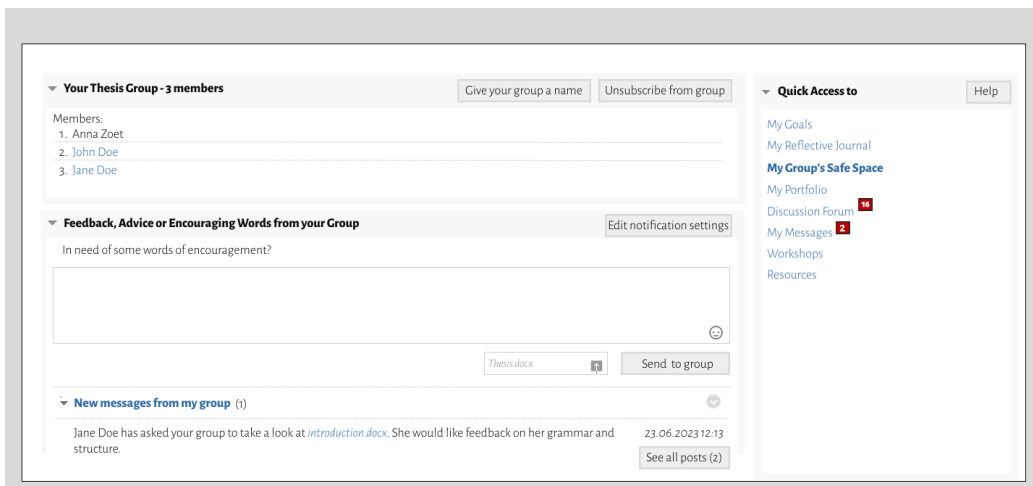 Your Thesis Group - 3 members
Give your group a name
Unsubscribe from group
Members:
1. Anna Zoet
2. John Doe
3. Jane Doe
Feedback, Advice or Encouraging Words from your Group
Edit notification settings
In need of some words of encouragement?
Thesis.docx
Send to group
New messages from my group (1)
Jane Doe has asked your group to take a look at introduction.docx. She would like feedback on her grammar and
structure.
23.06.2023 12:13
See all posts (2)
Quick Access to
Help
My Goals
My Reflective Journal
My Group's Safe Space
My Portfolio
Discussion Forum 16
My Messages 2
Workshops
Resources